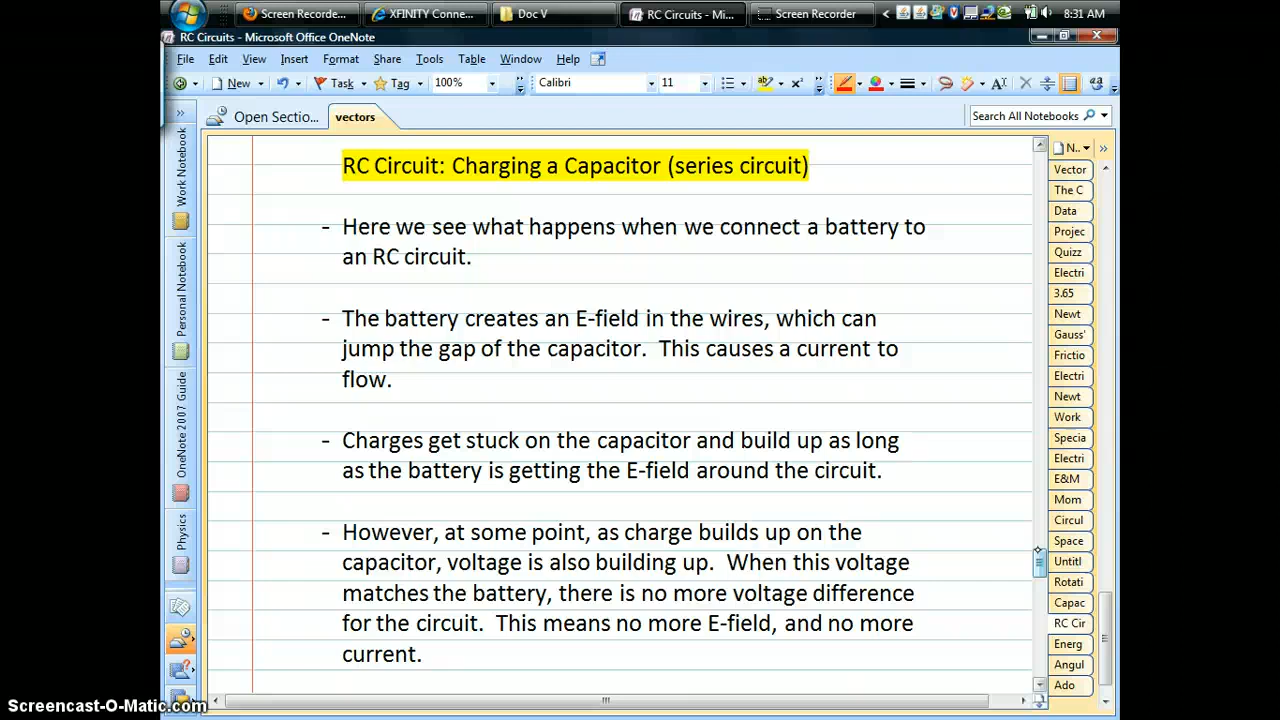 Screen Recorde...
XFINITY Conne...
Doc V
RC Circuits - Mi...
Screen Recorder
8:31 AM
RC Circuits - Microsoft Office OneNote
File Edit View Insert Format Share Tools Table Window Help
New Task Tag 100% Calibri 11
Open Sectio... vectors
Search All Notebooks
Work Notebook
Personal Notebook
OneNote 2007 Guide
Physics
RC Circuit: Charging a Capacitor (series circuit)
- Here we see what happens when we connect a battery to
an RC circuit.
- The battery creates an E-field in the wires, which can
jump the gap of the capacitor. This causes a current to
flow.
- Charges get stuck on the capacitor and build up as long
as the battery is getting the E-field around the circuit.
- However, at some point, as charge builds up on the
capacitor, voltage is also building up. When this voltage
matches the battery, there is no more voltage difference
for the circuit. This means no more E-field, and no more
current.
N..
Vector
The C
Data
Projec
Quizz
Electri
3.65
Newt
Gauss'
Frictio
Electri
Newt
Work
Specia
Electri
E&M
Mom
Circul
Space
Untitl
Rotati
Capac
RC Cir
Energ
Angul
Ado
Screencast-O-Matic.com